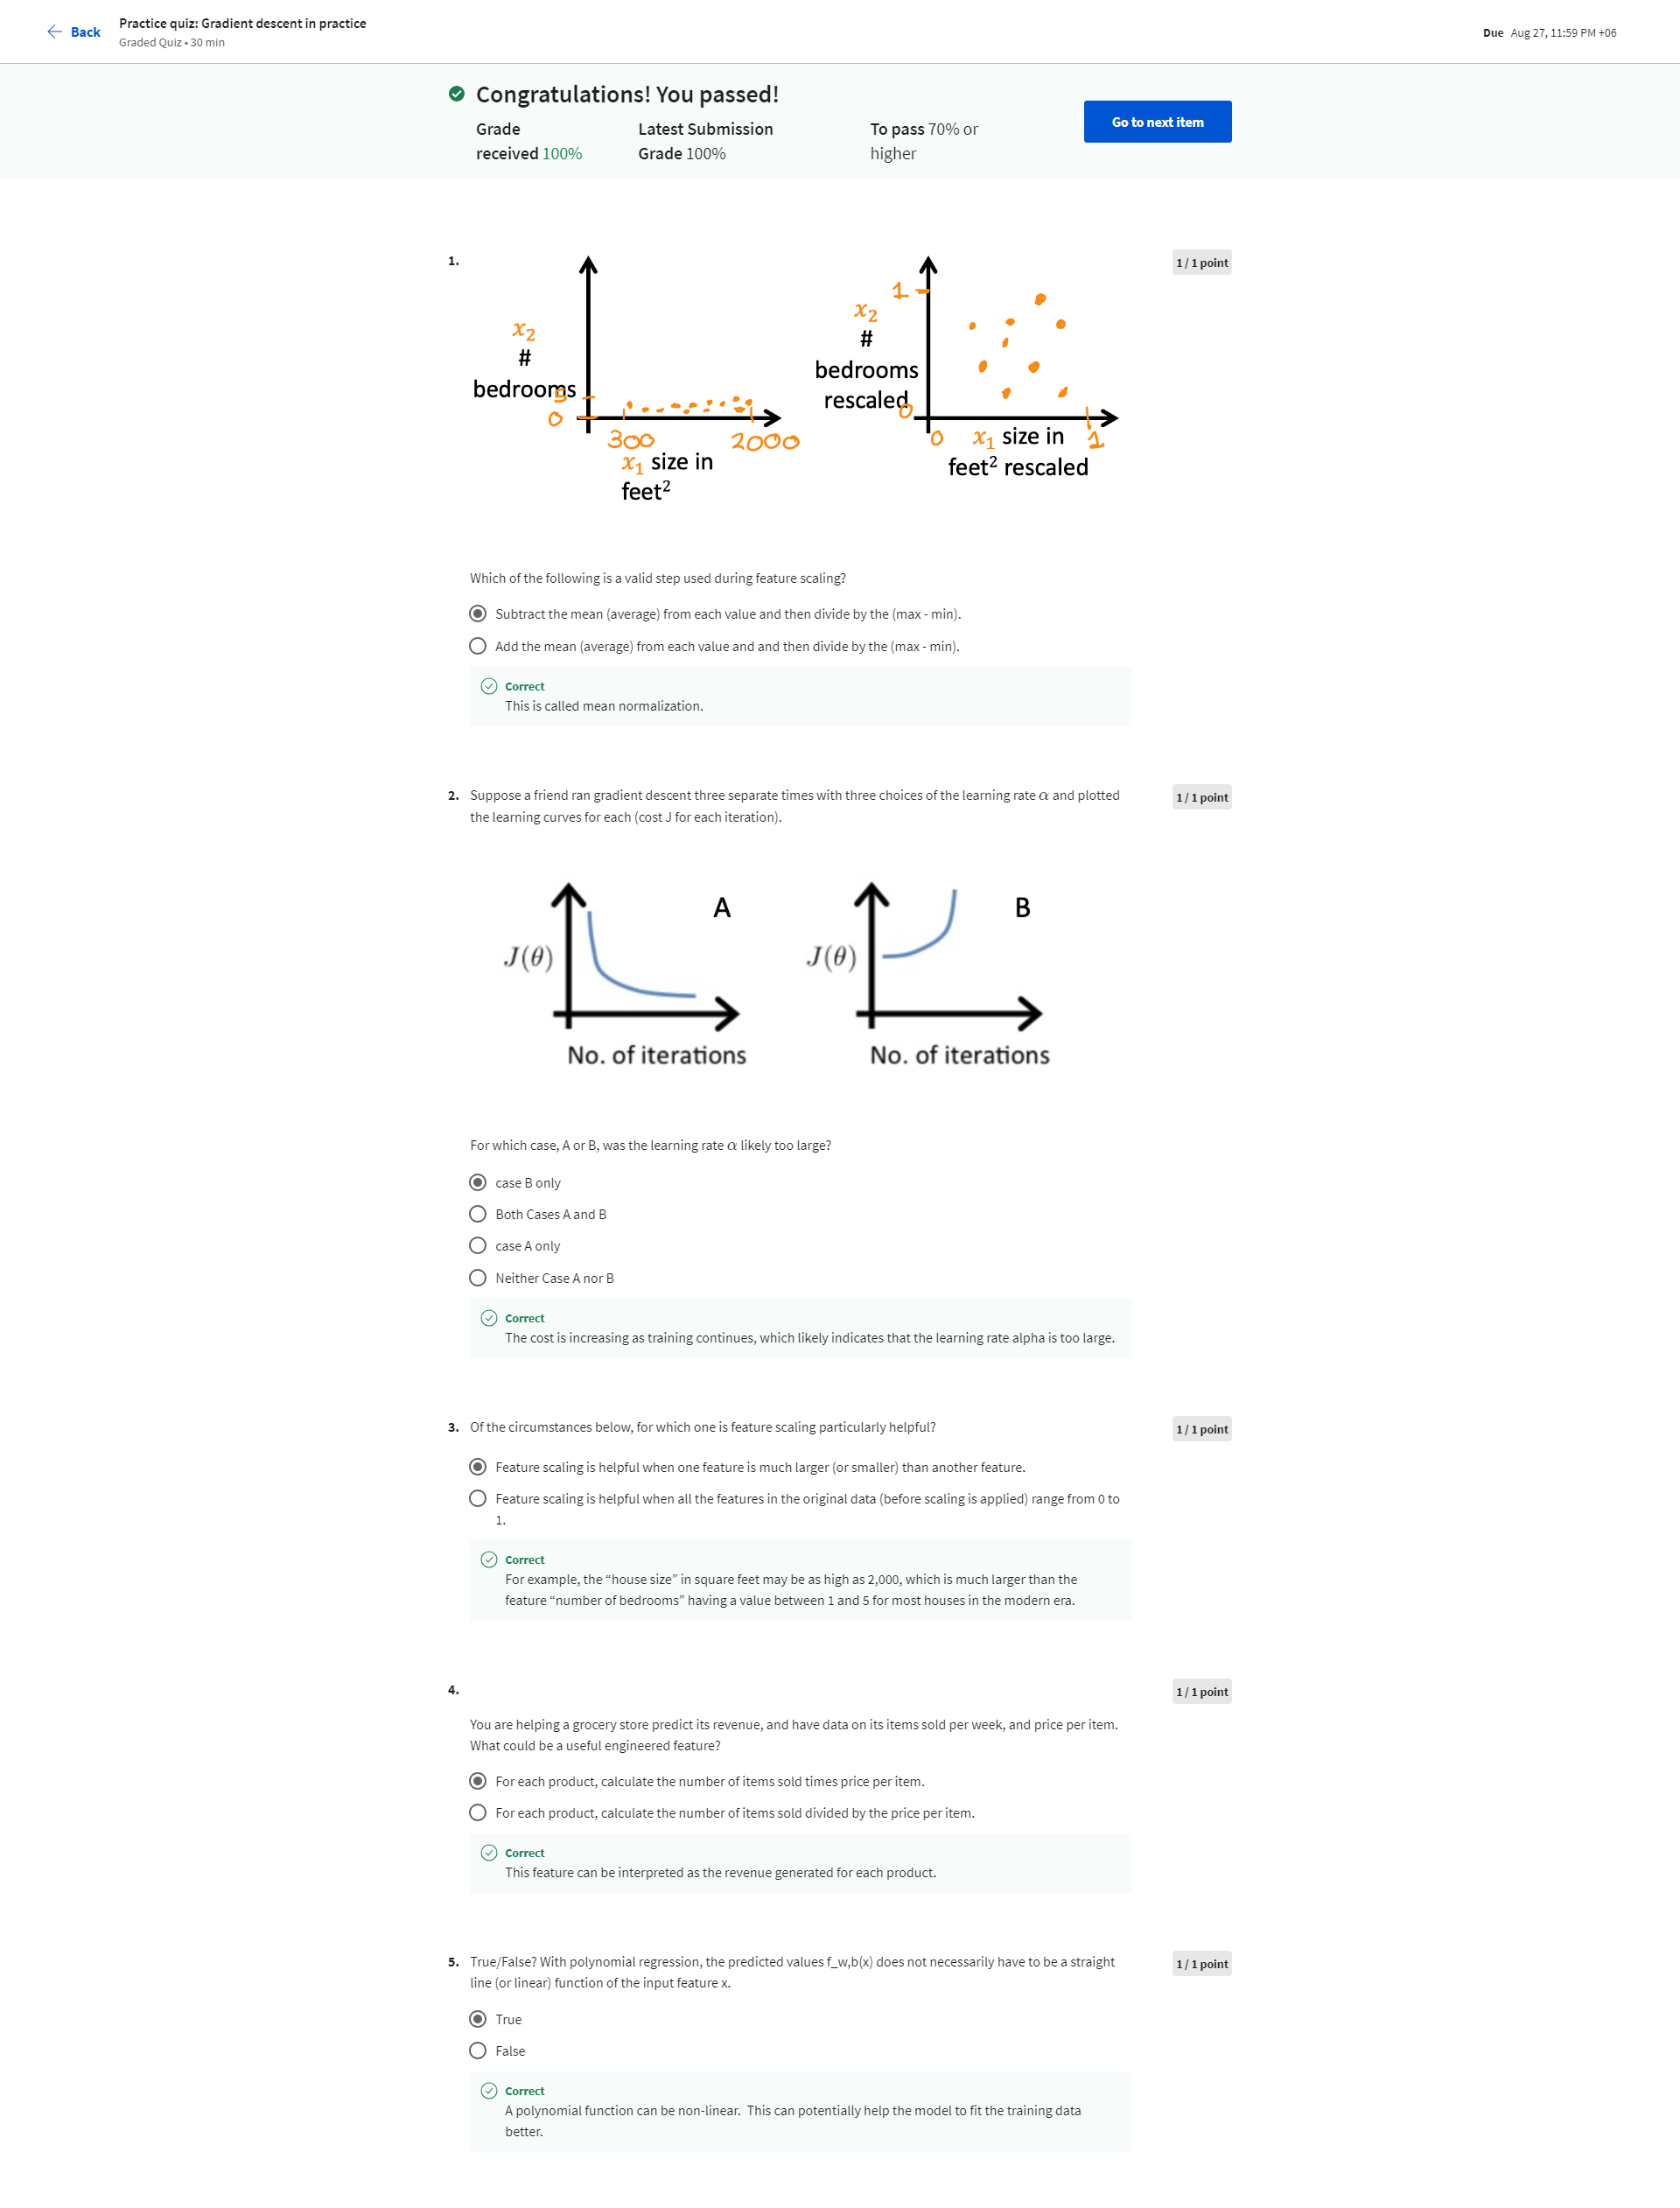 Back
Practice quiz: Gradient descent in practice
Graded Quiz • 30 min
Due Aug 27, 11:59 PM +06
Congratulations! You passed!
Grade
received 100%
Latest Submission
Grade 100%
To pass 70% or
higher
Go to next item
1.
1 / 1 point
x₂
#
bedrooms
5
0
300
2000
x₁ size in
feet²
1
x₂
#
bedrooms
rescaled
0
0
x₁ size in
1
feet² rescaled
Which of the following is a valid step used during feature scaling?
Subtract the mean (average) from each value and then divide by the (max - min).
Add the mean (average) from each value and and then divide by the (max - min).
Correct
This is called mean normalization.
2. Suppose a friend ran gradient descent three separate times with three choices of the learning rate α and plotted
the learning curves for each (cost J for each iteration).
1 / 1 point
A
J(θ)
No. of iterations
B
J(θ)
No. of iterations
For which case, A or B, was the learning rate α likely too large?
case B only
Both Cases A and B
case A only
Neither Case A nor B
Correct
The cost is increasing as training continues, which likely indicates that the learning rate alpha is too large.
3. Of the circumstances below, for which one is feature scaling particularly helpful?
1 / 1 point
Feature scaling is helpful when one feature is much larger (or smaller) than another feature.
Feature scaling is helpful when all the features in the original data (before scaling is applied) range from 0 to
1.
Correct
For example, the “house size” in square feet may be as high as 2,000, which is much larger than the
feature “number of bedrooms” having a value between 1 and 5 for most houses in the modern era.
4.
1 / 1 point
You are helping a grocery store predict its revenue, and have data on its items sold per week, and price per item.
What could be a useful engineered feature?
For each product, calculate the number of items sold times price per item.
For each product, calculate the number of items sold divided by the price per item.
Correct
This feature can be interpreted as the revenue generated for each product.
5. True/False? With polynomial regression, the predicted values f_w,b(x) does not necessarily have to be a straight
line (or linear) function of the input feature x.
1 / 1 point
True
False
Correct
A polynomial function can be non-linear. This can potentially help the model to fit the training data
better.